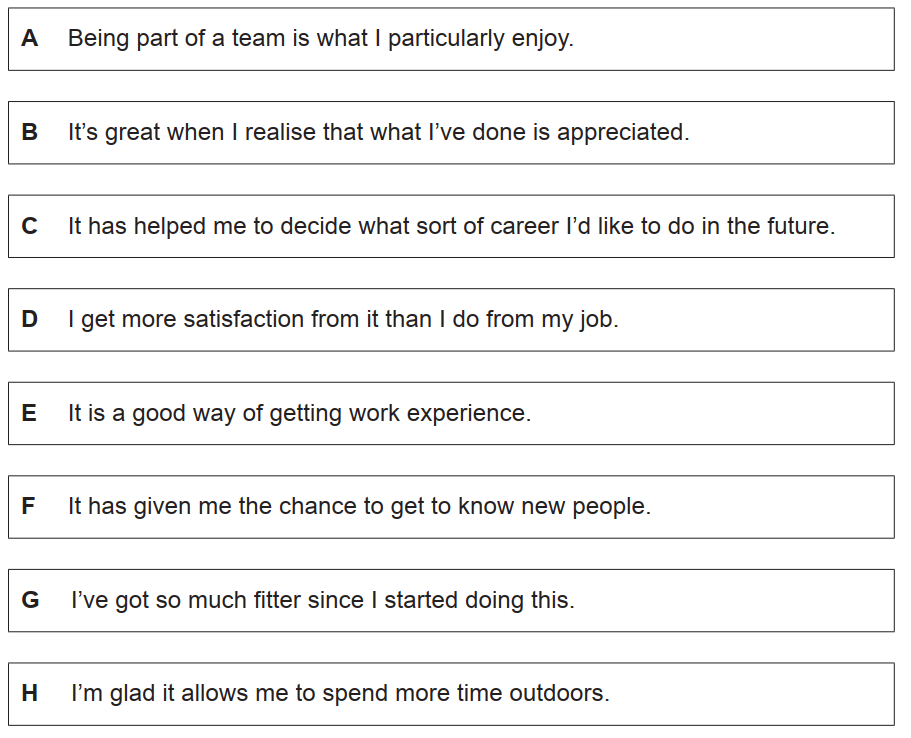 A Being part of a team is what I particularly enjoy.
B It’s great when I realise that what I’ve done is appreciated.
C It has helped me to decide what sort of career I’d like to do in the future.
D I get more satisfaction from it than I do from my job.
E It is a good way of getting work experience.
F It has given me the chance to get to know new people.
G I’ve got so much fitter since I started doing this.
H I’m glad it allows me to spend more time outdoors.